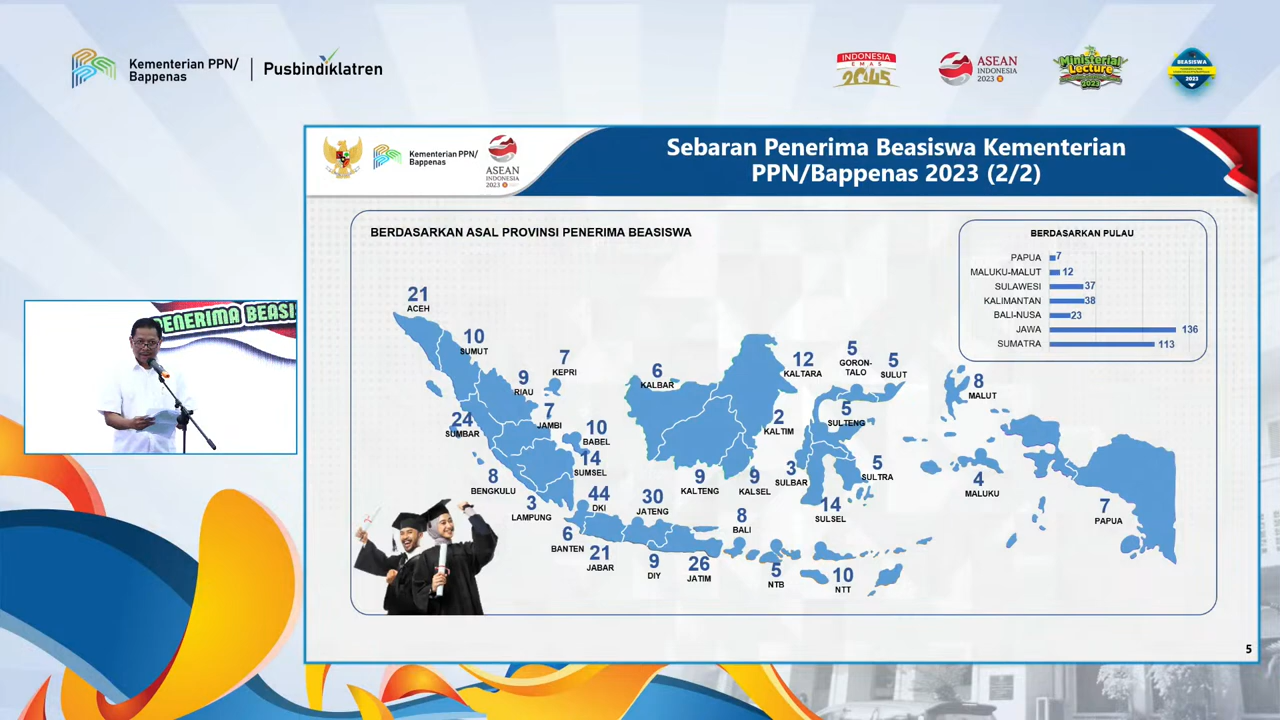 Kementerian PPN/
Bappenas
Pusbindiklatren
INDONESIA
EMAS
2045
ASEAN
INDONESIA
2023
Ministerial
Lecture
2023
BEASISWA
2023
Kementerian PPN/
Bappenas
ASEAN
INDONESIA
2023
Sebaran Penerima Beasiswa Kementerian
PPN/Bappenas 2023 (2/2)
BERDASARKAN ASAL PROVINSI PENERIMA BEASISWA
BERDASARKAN PULAU
PAPUA 7
MALUKU-MALUT 12
SULAWESI 37
KALIMANTAN 38
BALI-NUSA 23
JAWA 136
SUMATRA 113
21
ACEH
10
SUMUT
9
RIAU
7
KEPRI
24
SUMBAR
7
JAMBI
10
BABEL
14
SUMSEL
8
BENGKULU
3
LAMPUNG
44
DKI
6
BANTEN
21
JABAR
30
JATENG
9
DIY
26
JATIM
8
BALI
5
NTB
10
NTT
6
KALBAR
12
KALTARA
2
KALTIM
9
KALTENG
9
KALSEL
5
GORON-
TALO
5
SULUT
5
SULTENG
3
SULBAR
5
SULTRA
14
SULSEL
8
MALUT
4
MALUKU
7
PAPUA
PENERIMA BEASIS
5